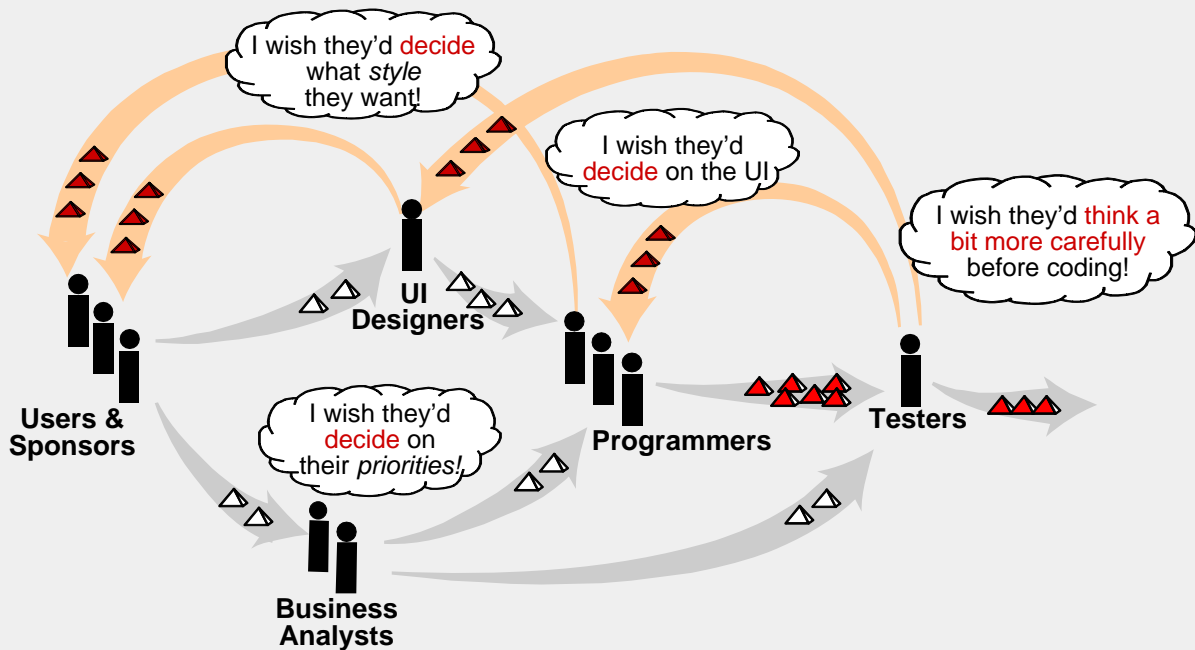 I wish they'd decide
what style
they want!
I wish they'd
decide on the UI
I wish they'd think a
bit more carefully
before coding!
UI
Designers
Users &
Sponsors
I wish they'd
decide on
their priorities!
Programmers
Testers
Business
Analysts